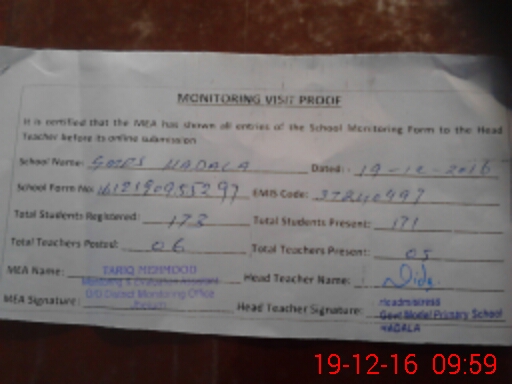 MONITORING VISIT PROOF
It is certified that the MEA has shown all entries of the School Monitoring Form to the Head
Teacher before its online submission
School Name: GMPS HADALA Dated: 19-12-2016
School Form No: EMIS Code: 37240497
Total Students Registered: 173 Total Students Present: 171
Total Teachers Posted: 06 Total Teachers Present: 05
MEA Name: TARIQ MEHMOOD Head Teacher Name:
Monitoring & Evaluation Assistant
MEA Signature: D/O District Monitoring Office Head Teacher Signature: Headmistress
Jhelum Govt Model Primary School
HADALA
19-12-16 09:59